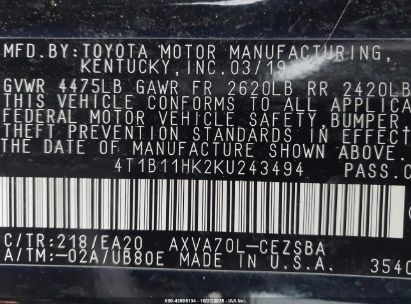 MFD.BY:TOYOTA MOTOR MANUFACTURING,
KENTUCKY,INC.03/19
GVWR 4475LB GAWR FR 2620LB RR 2420LB
THIS VEHICLE CONFORMS TO ALL APPLICA
FEDERAL MOTOR VEHICLE SAFETY, BUMPER
THEFT PREVENTION STANDARDS IN EFFECT
THE DATE OF MANUFACTURE SHOWN ABOVE.
4T1B11HK2KU243494 PASS.C
C/TR:218/EA20 AXVA70L-CEZSBA
A/TM:-02A/UB80E MADE IN U.S.A. 3540